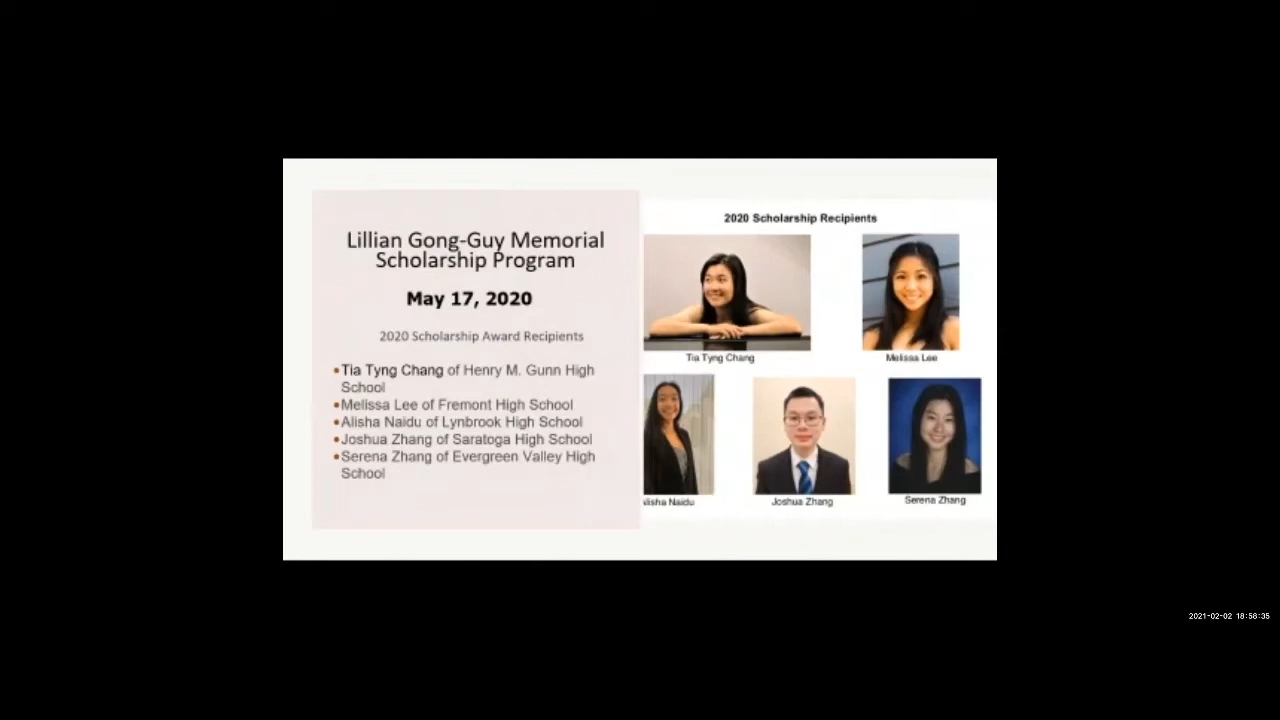 Lillian Gong-Guy Memorial
Scholarship Program
May 17, 2020
2020 Scholarship Award Recipients
•Tia Tyng Chang of Henry M. Gunn High
School
•Melissa Lee of Fremont High School
•Alisha Naidu of Lynbrook High School
•Joshua Zhang of Saratoga High School
•Serena Zhang of Evergreen Valley High
School
2020 Scholarship Recipients
Tia Tyng Chang
Melissa Lee
lisha Naidu
Joshua Zhang
Serena Zhang
2021-02-02 18:58:35